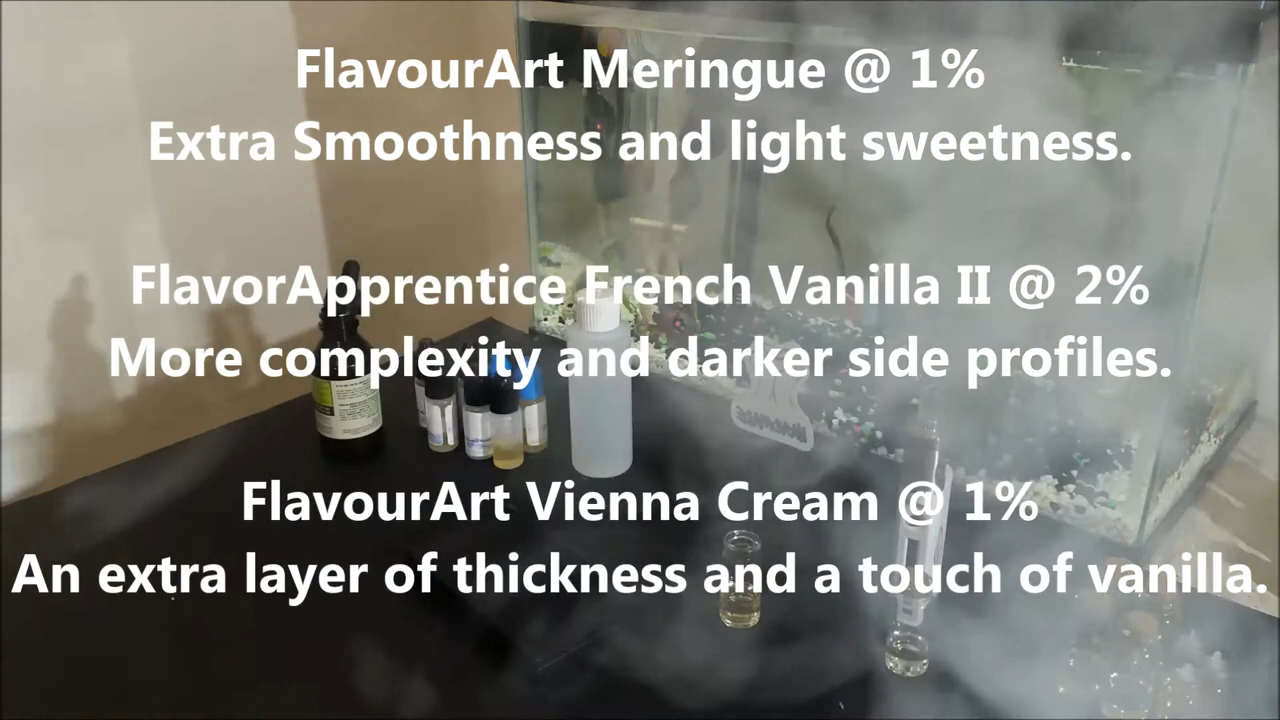 FlavourArt Meringue @ 1%
Extra Smoothness and light sweetness.
FlavorApprentice French Vanilla II @ 2%
More complexity and darker side profiles.
FlavourArt Vienna Cream @ 1%
An extra layer of thickness and a touch of vanilla.